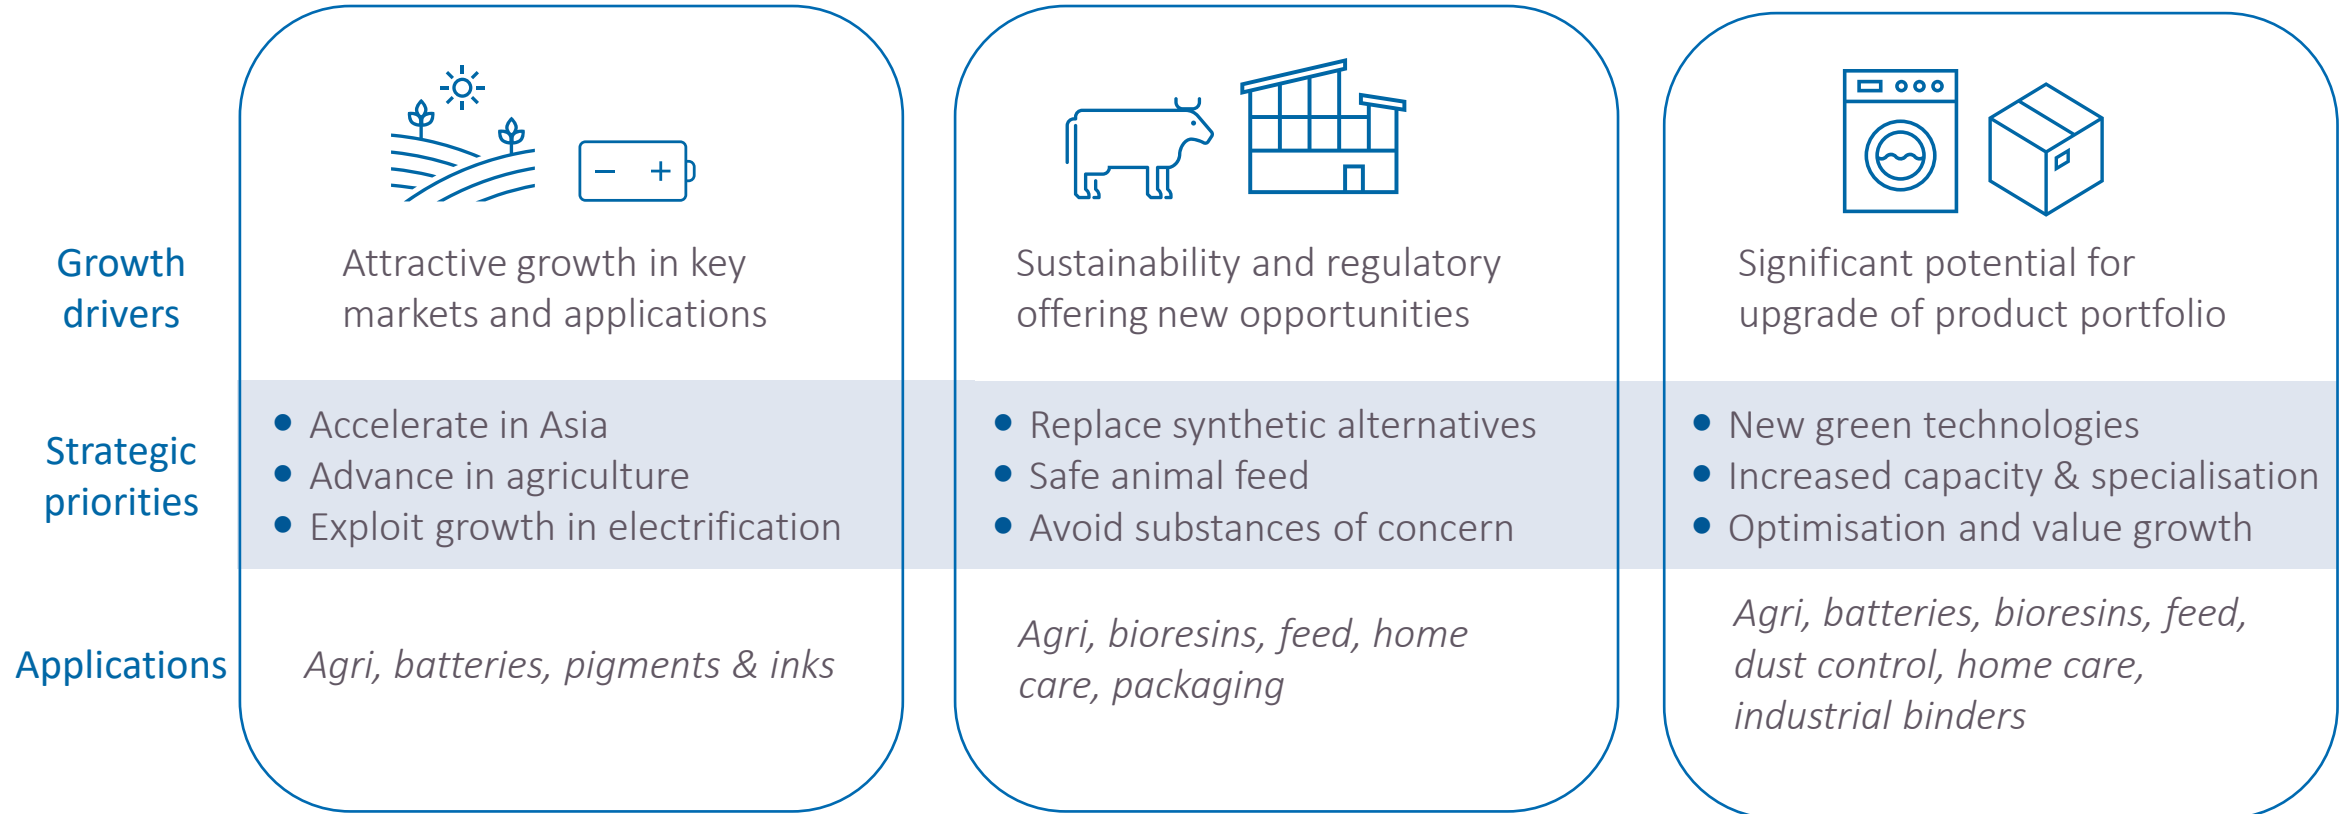 Growth
drivers
Attractive growth in key
markets and applications
Sustainability and regulatory
offering new opportunities
Significant potential for
upgrade of product portfolio
Strategic
priorities
• Accelerate in Asia
• Advance in agriculture
• Exploit growth in electrification
• Replace synthetic alternatives
• Safe animal feed
• Avoid substances of concern
• New green technologies
• Increased capacity & specialisation
• Optimisation and value growth
Applications
Agri, batteries, pigments & inks
Agri, bioresins, feed, home
care, packaging
Agri, batteries, bioresins, feed,
dust control, home care,
industrial binders